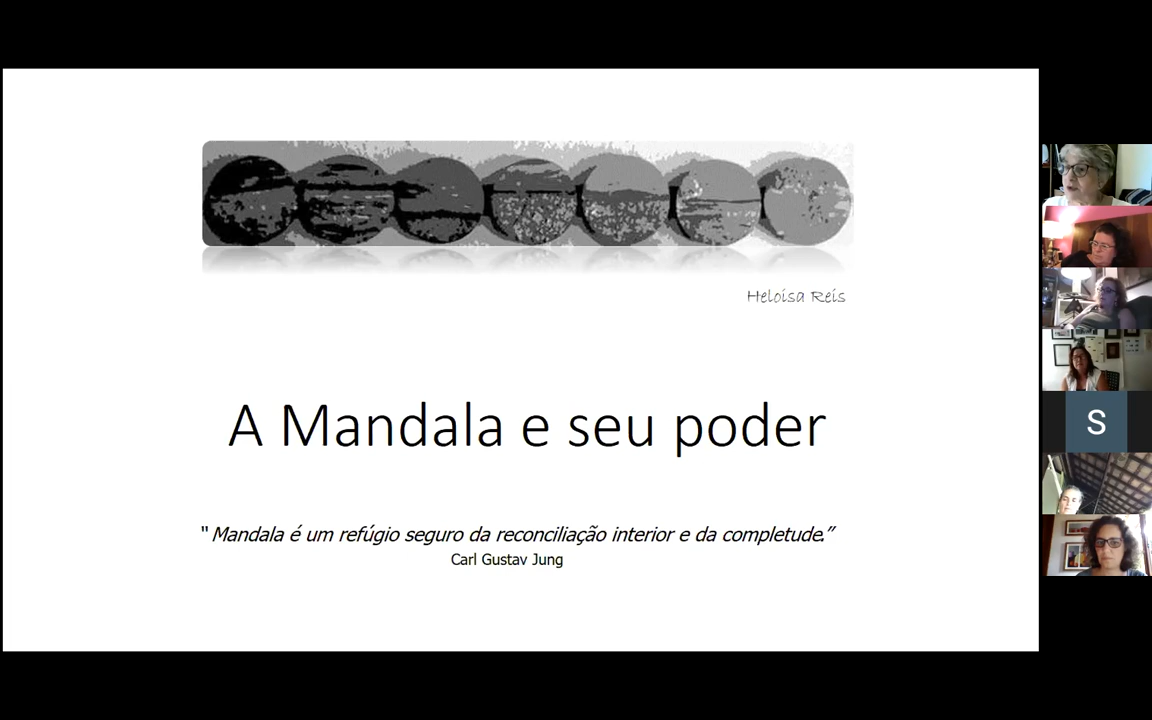 Heloisa Reis
A Mandala e seu poder
“ Mandala é um refúgio seguro da reconciliação interior e da completude.”
Carl Gustav Jung
S